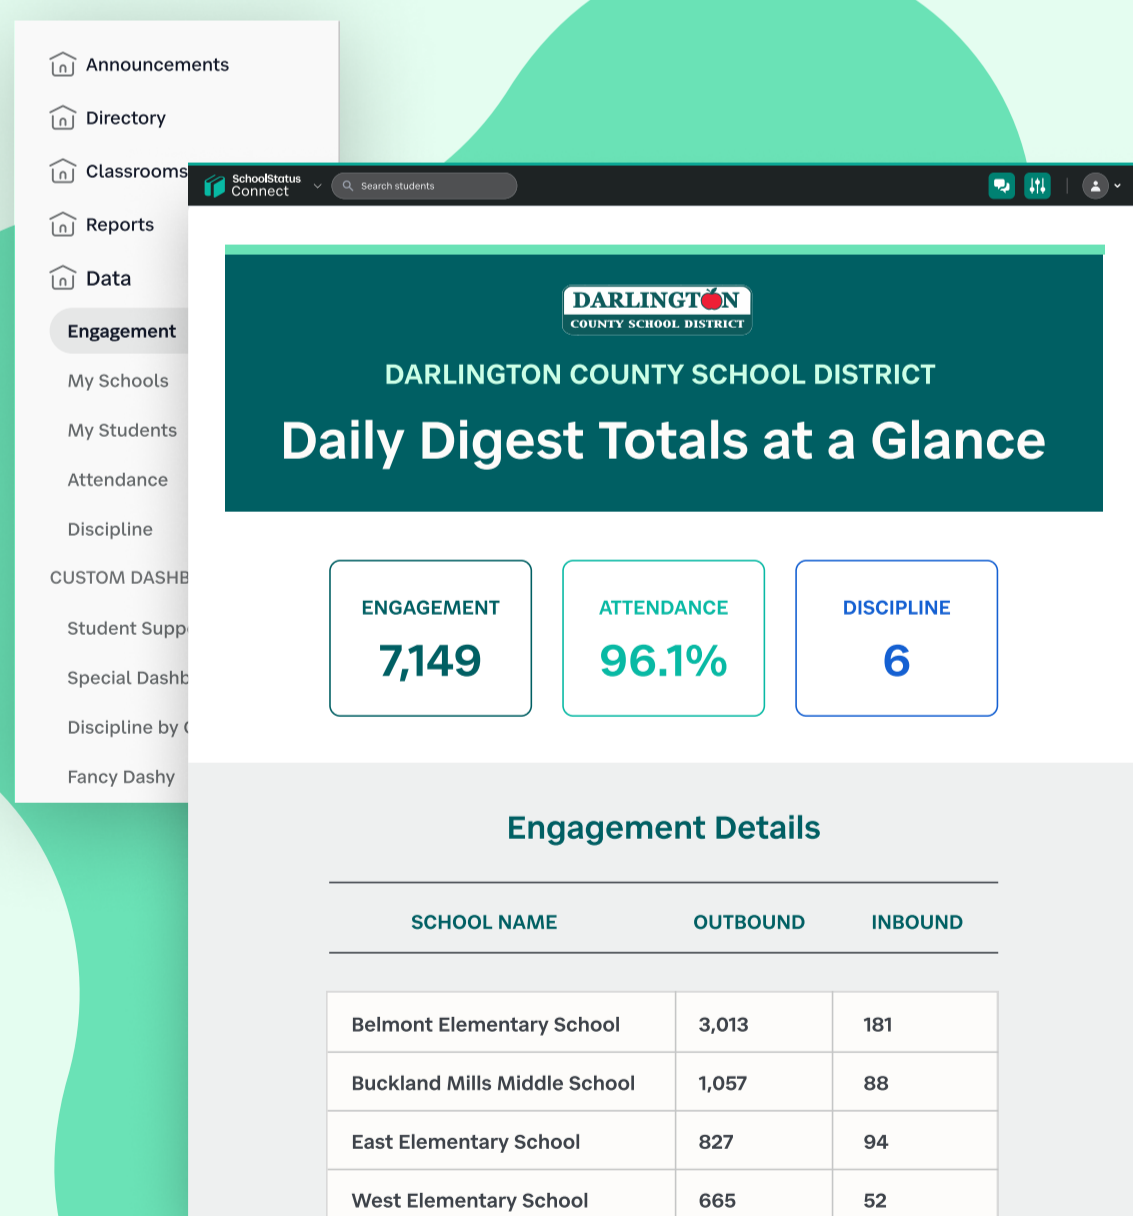 Announcements
Directory
Classrooms
Reports
Data
Engagement
My Schools
My Students
Attendance
Discipline
CUSTOM DASHB
Student Supp
Special Dashb
Discipline by
Fancy Dashy
SchoolStatus
Connect
Search students
DARLINGTON
COUNTY SCHOOL DISTRICT
DARLINGTON COUNTY SCHOOL DISTRICT
Daily Digest Totals at a Glance
ENGAGEMENT
7,149
ATTENDANCE
96.1%
DISCIPLINE
6
Engagement Details
SCHOOL NAME OUTBOUND INBOUND
Belmont Elementary School 3,013 181
Buckland Mills Middle School 1,057 88
East Elementary School 827 94
West Elementary School 665 52